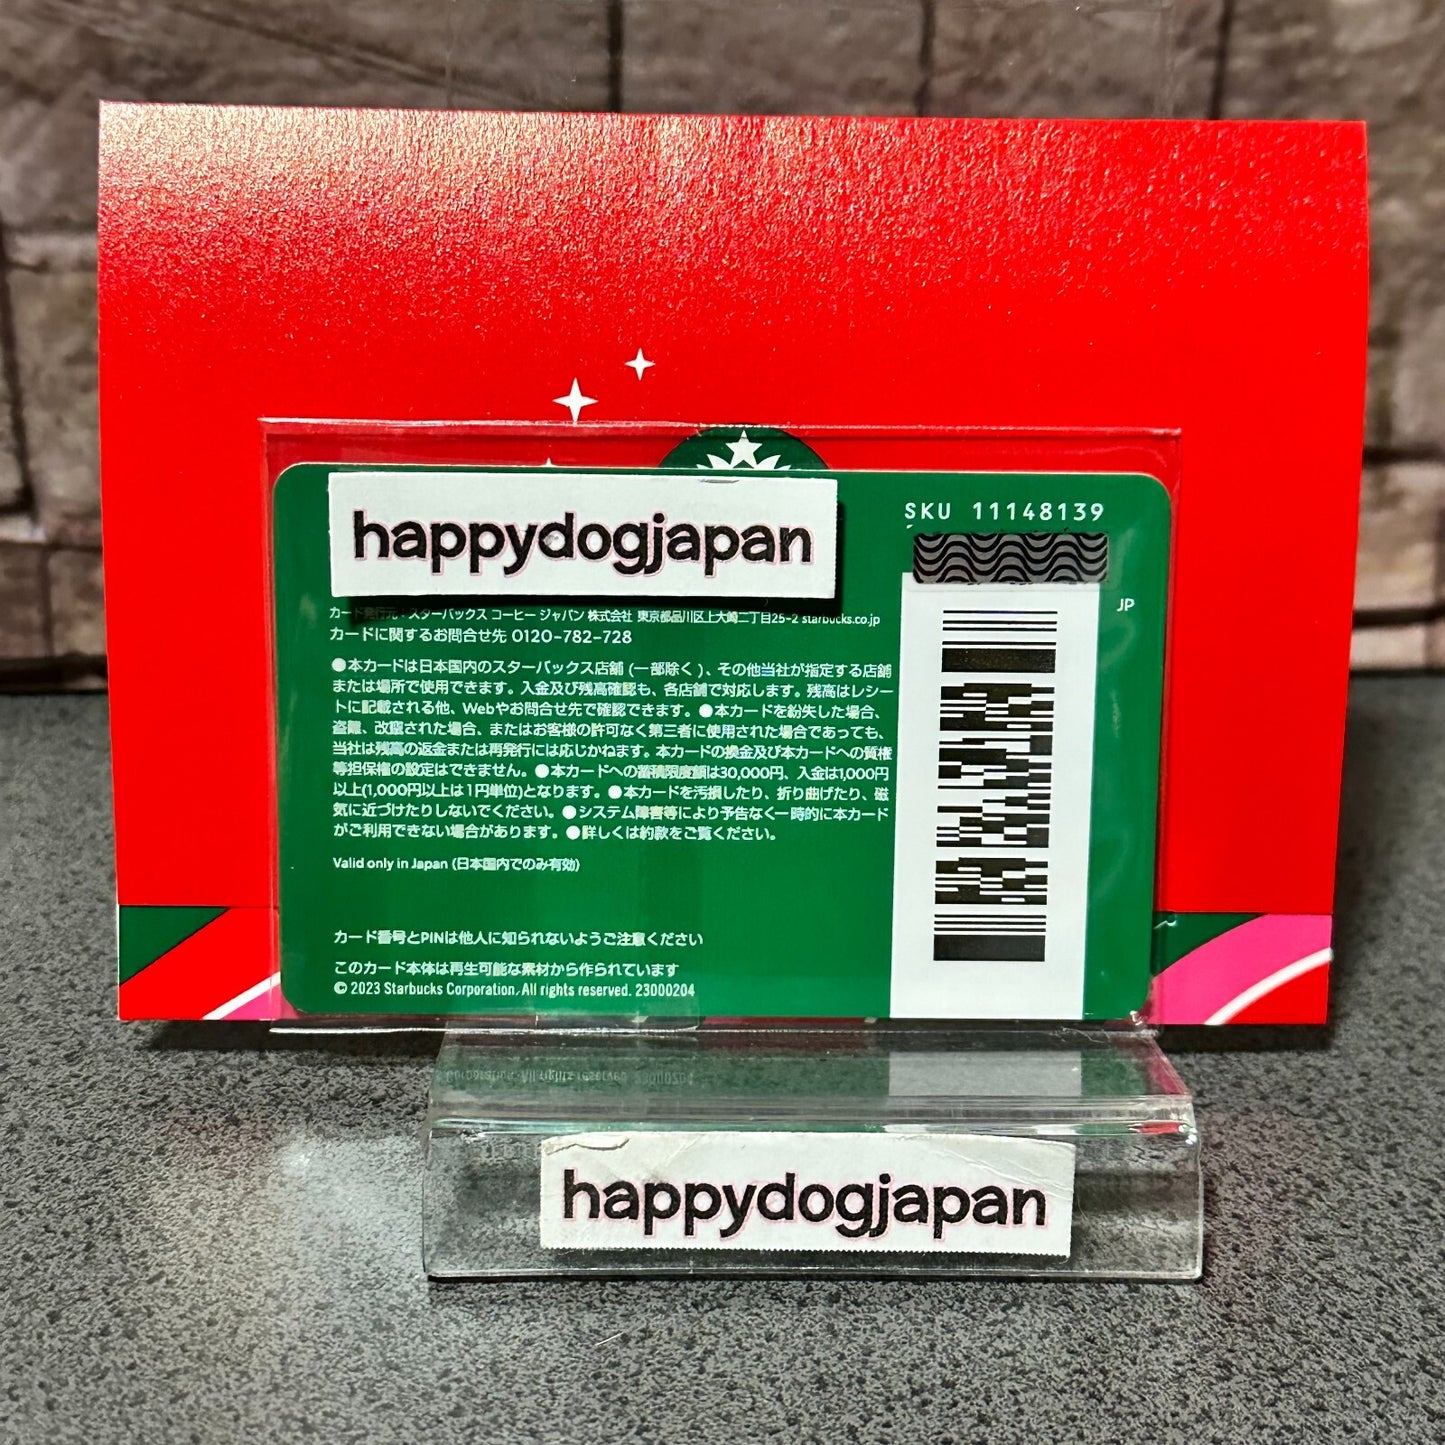 happydogjapan
SKU 11148139
JP
カード発行元：スターバックス コーヒー ジャパン 株式会社 東京都品川区上大崎二丁目25-2 starbucks.co.jp
カードに関するお問合せ先 0120-782-728
●本カードは日本国内のスターバックス店舗 (一部除く)、その他当社が指定する店舗
または場所で使用できます。入金及び残高確認も、各店舗で対応します。残高はレシー
トに記載される他、Webやお問合せ先で確認できます。●本カードを紛失した場合、
盗難、改竄された場合、またはお客様の許可なく第三者に使用された場合であっても、
当社は残高の返金または再発行には応じかねます。本カードの換金及び本カードへの質権
等担保権の設定はできません。●本カードへの蓄積限度額は30,000円、入金は1,000円
以上(1,000円以上は1円単位)となります。●本カードを汚損したり、折り曲げたり、磁
気に近づけたりしないでください。●システム障害等により予告なく一時的に本カード
がご利用できない場合があります。●詳しくは約款をご覧ください。
Valid only in Japan (日本国内でのみ有効)
カード番号とPINは他人に知られないようご注意ください
このカード本体は再生可能な素材から作られています
© 2023 Starbucks Corporation. All rights reserved. 23000204
happydogjapan